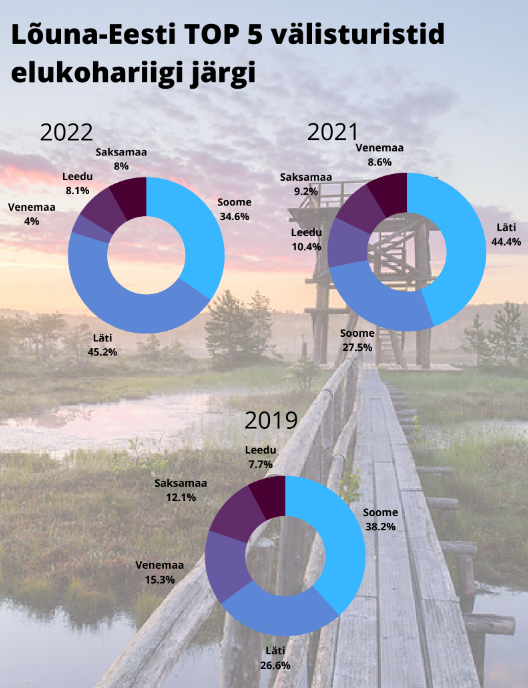 Lõuna-Eesti TOP 5 välisturistid
elukohariigi järgi
2022
Saksamaa
8%
Leedu
8.1%
Venemaa
4%
Soome
34.6%
Läti
45.2%
2021
Venemaa
8.6%
Saksamaa
9.2%
Leedu
10.4%
Läti
44.4%
Soome
27.5%
2019
Leedu
7.7%
Saksamaa
12.1%
Soome
38.2%
Venemaa
15.3%
Läti
26.6%